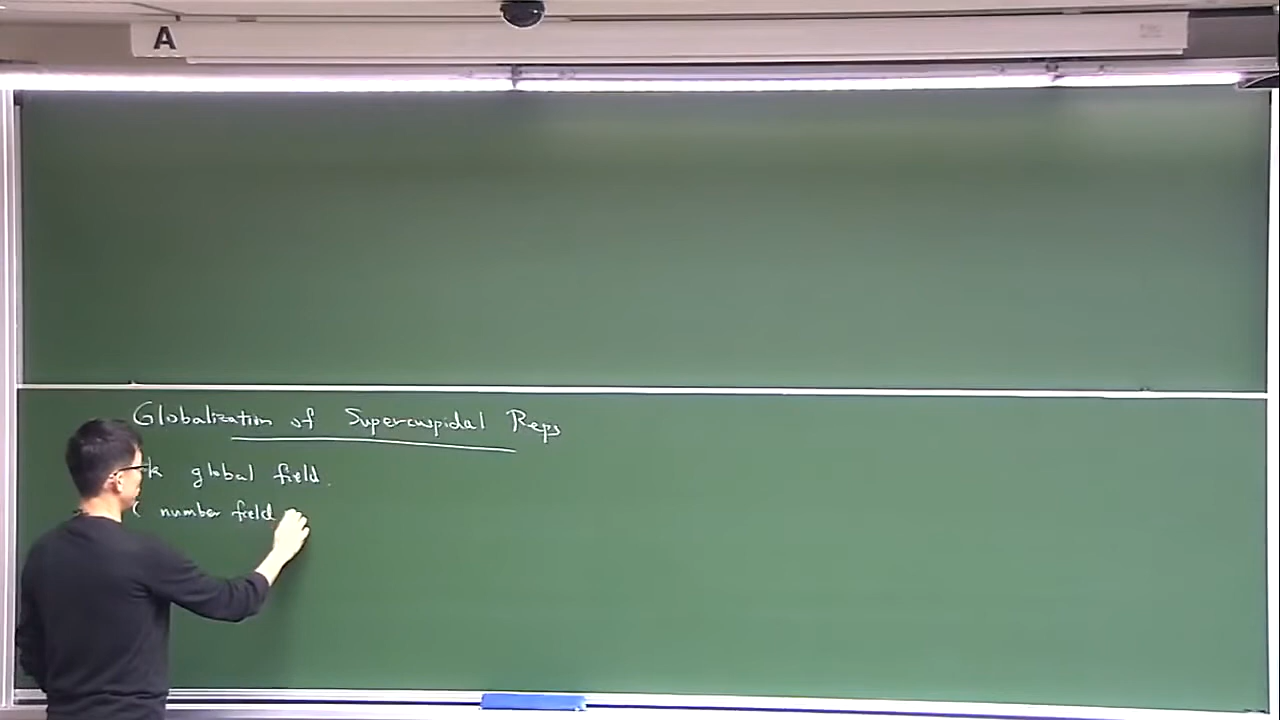 A
Globalization of Supercuspidal Reps
k global field.
( number field